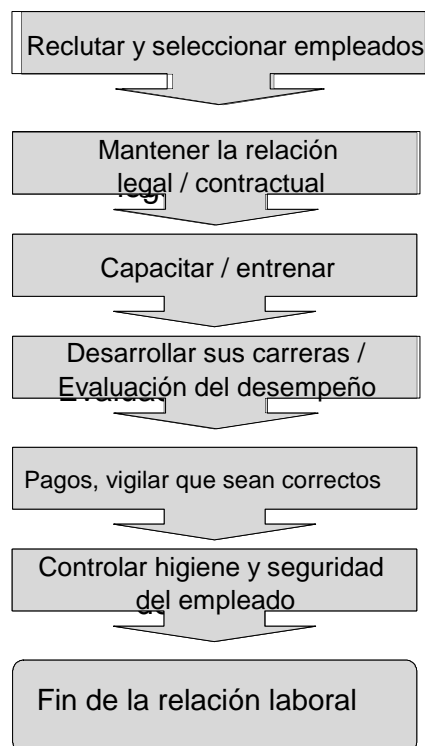 Reclutar y seleccionar empleados
Mantener la relación
legal / contractual
Capacitar / entrenar
Desarrollar sus carreras /
Evaluación del desempeño
Pagos, vigilar que sean correctos
Controlar higiene y seguridad
del empleado
Fin de la relación laboral